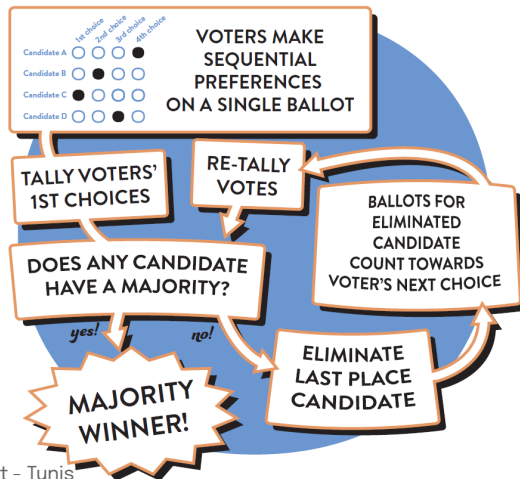 1st choice
2nd choice
3rd choice
4th choice
Candidate A
Candidate B
Candidate C
Candidate D
VOTERS MAKE
SEQUENTIAL
PREFERENCES
ON A SINGLE BALLOT
TALLY VOTERS'
1ST CHOICES
RE-TALLY
VOTES
BALLOTS FOR
ELIMINATED
CANDIDATE
COUNT TOWARDS
VOTER'S NEXT CHOICE
DOES ANY CANDIDATE
HAVE A MAJORITY?
yes!
no!
MAJORITY
WINNER!
ELIMINATE
LAST PLACE
CANDIDATE
t - Tunis